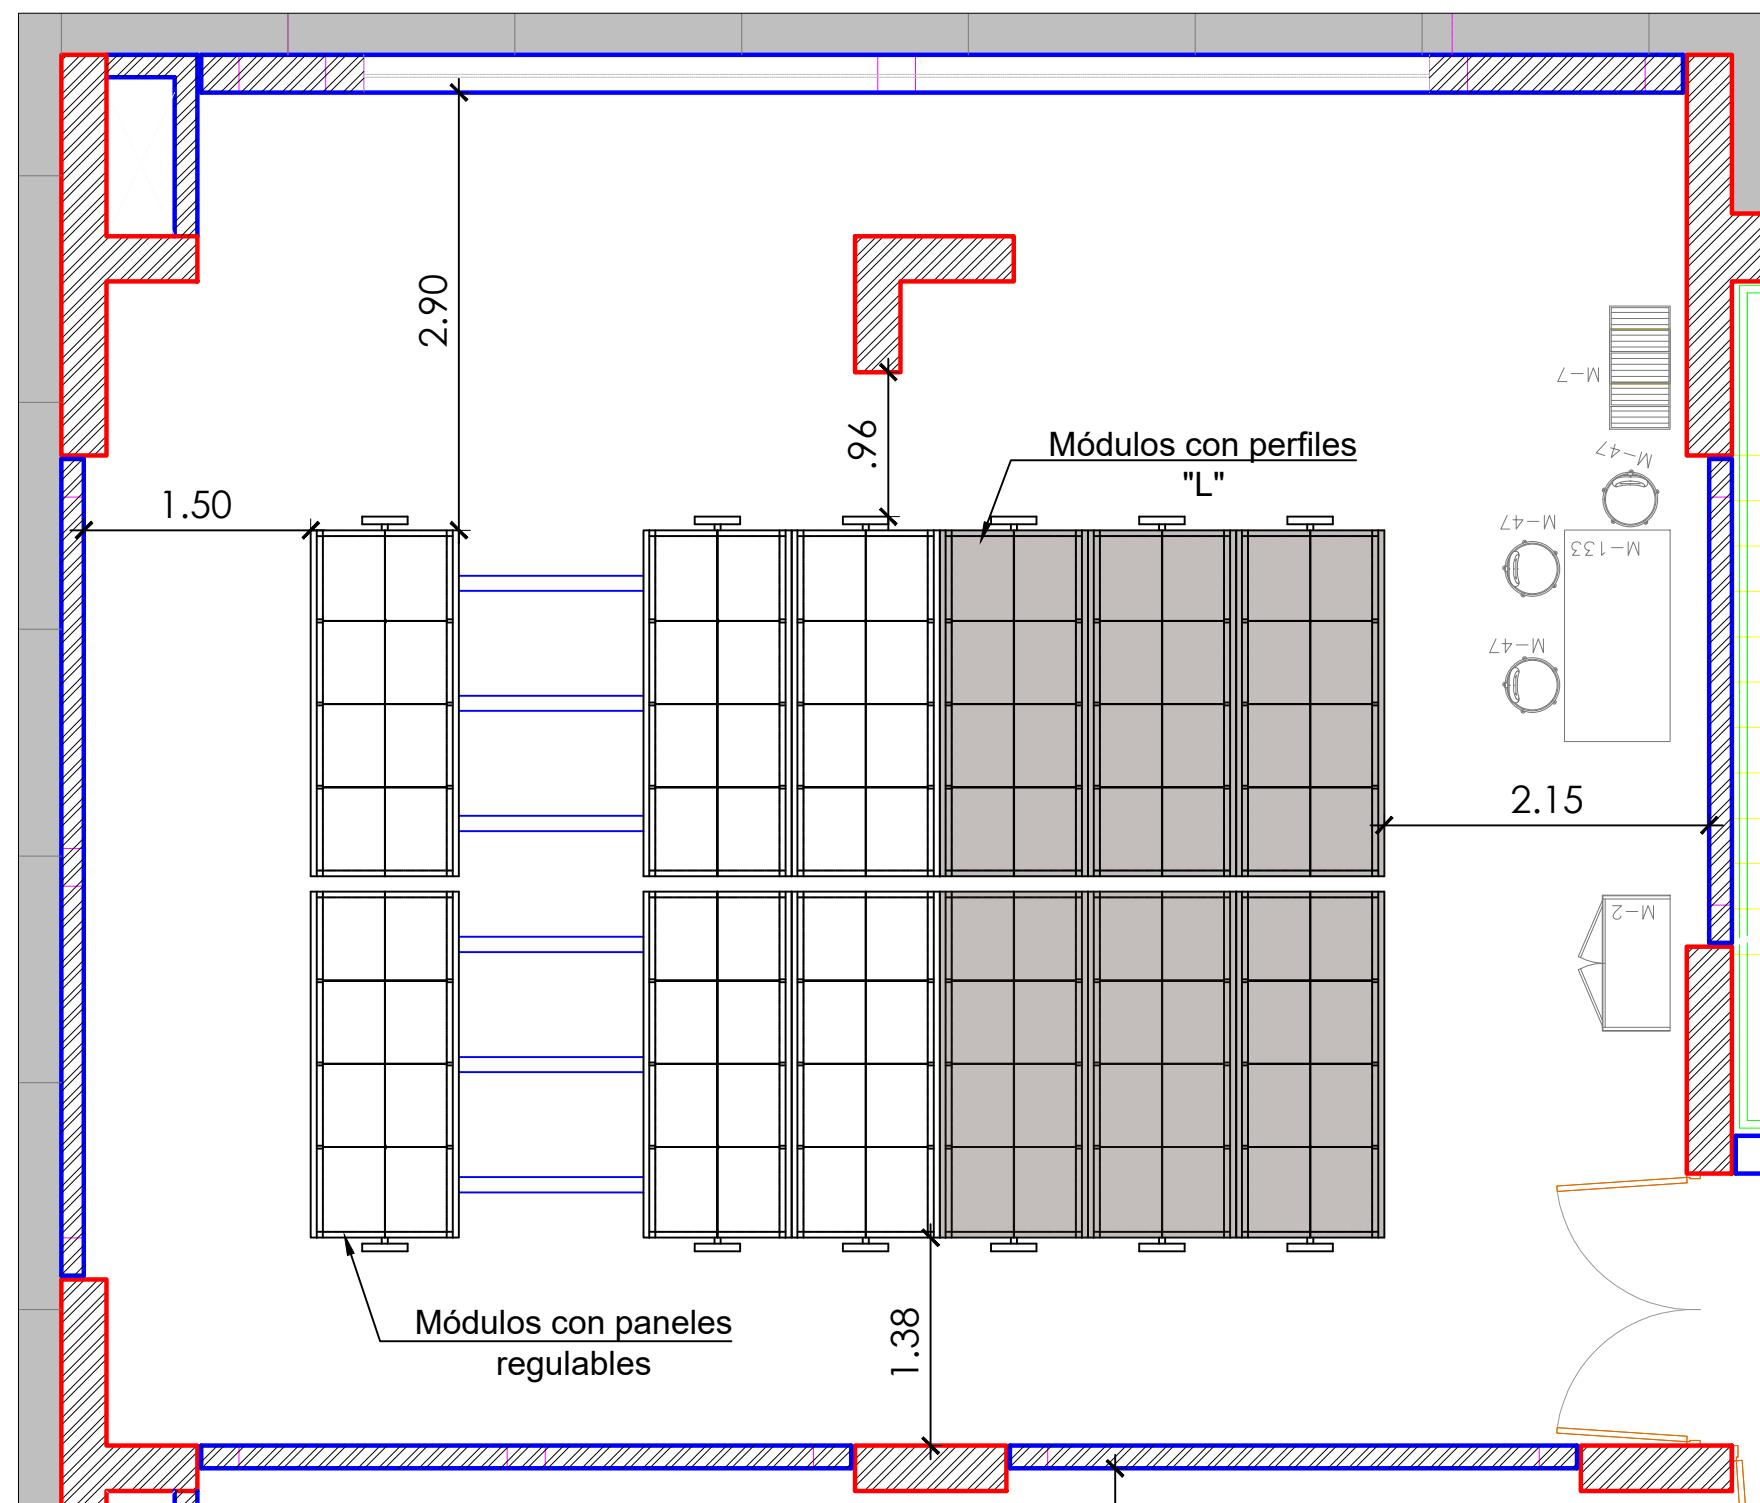 2.90
M-7
.96
Módulos con perfiles
"L"
M-47
1.50
M-47
M-133
M-47
2.15
M-2
1.38
Módulos con paneles
regulables